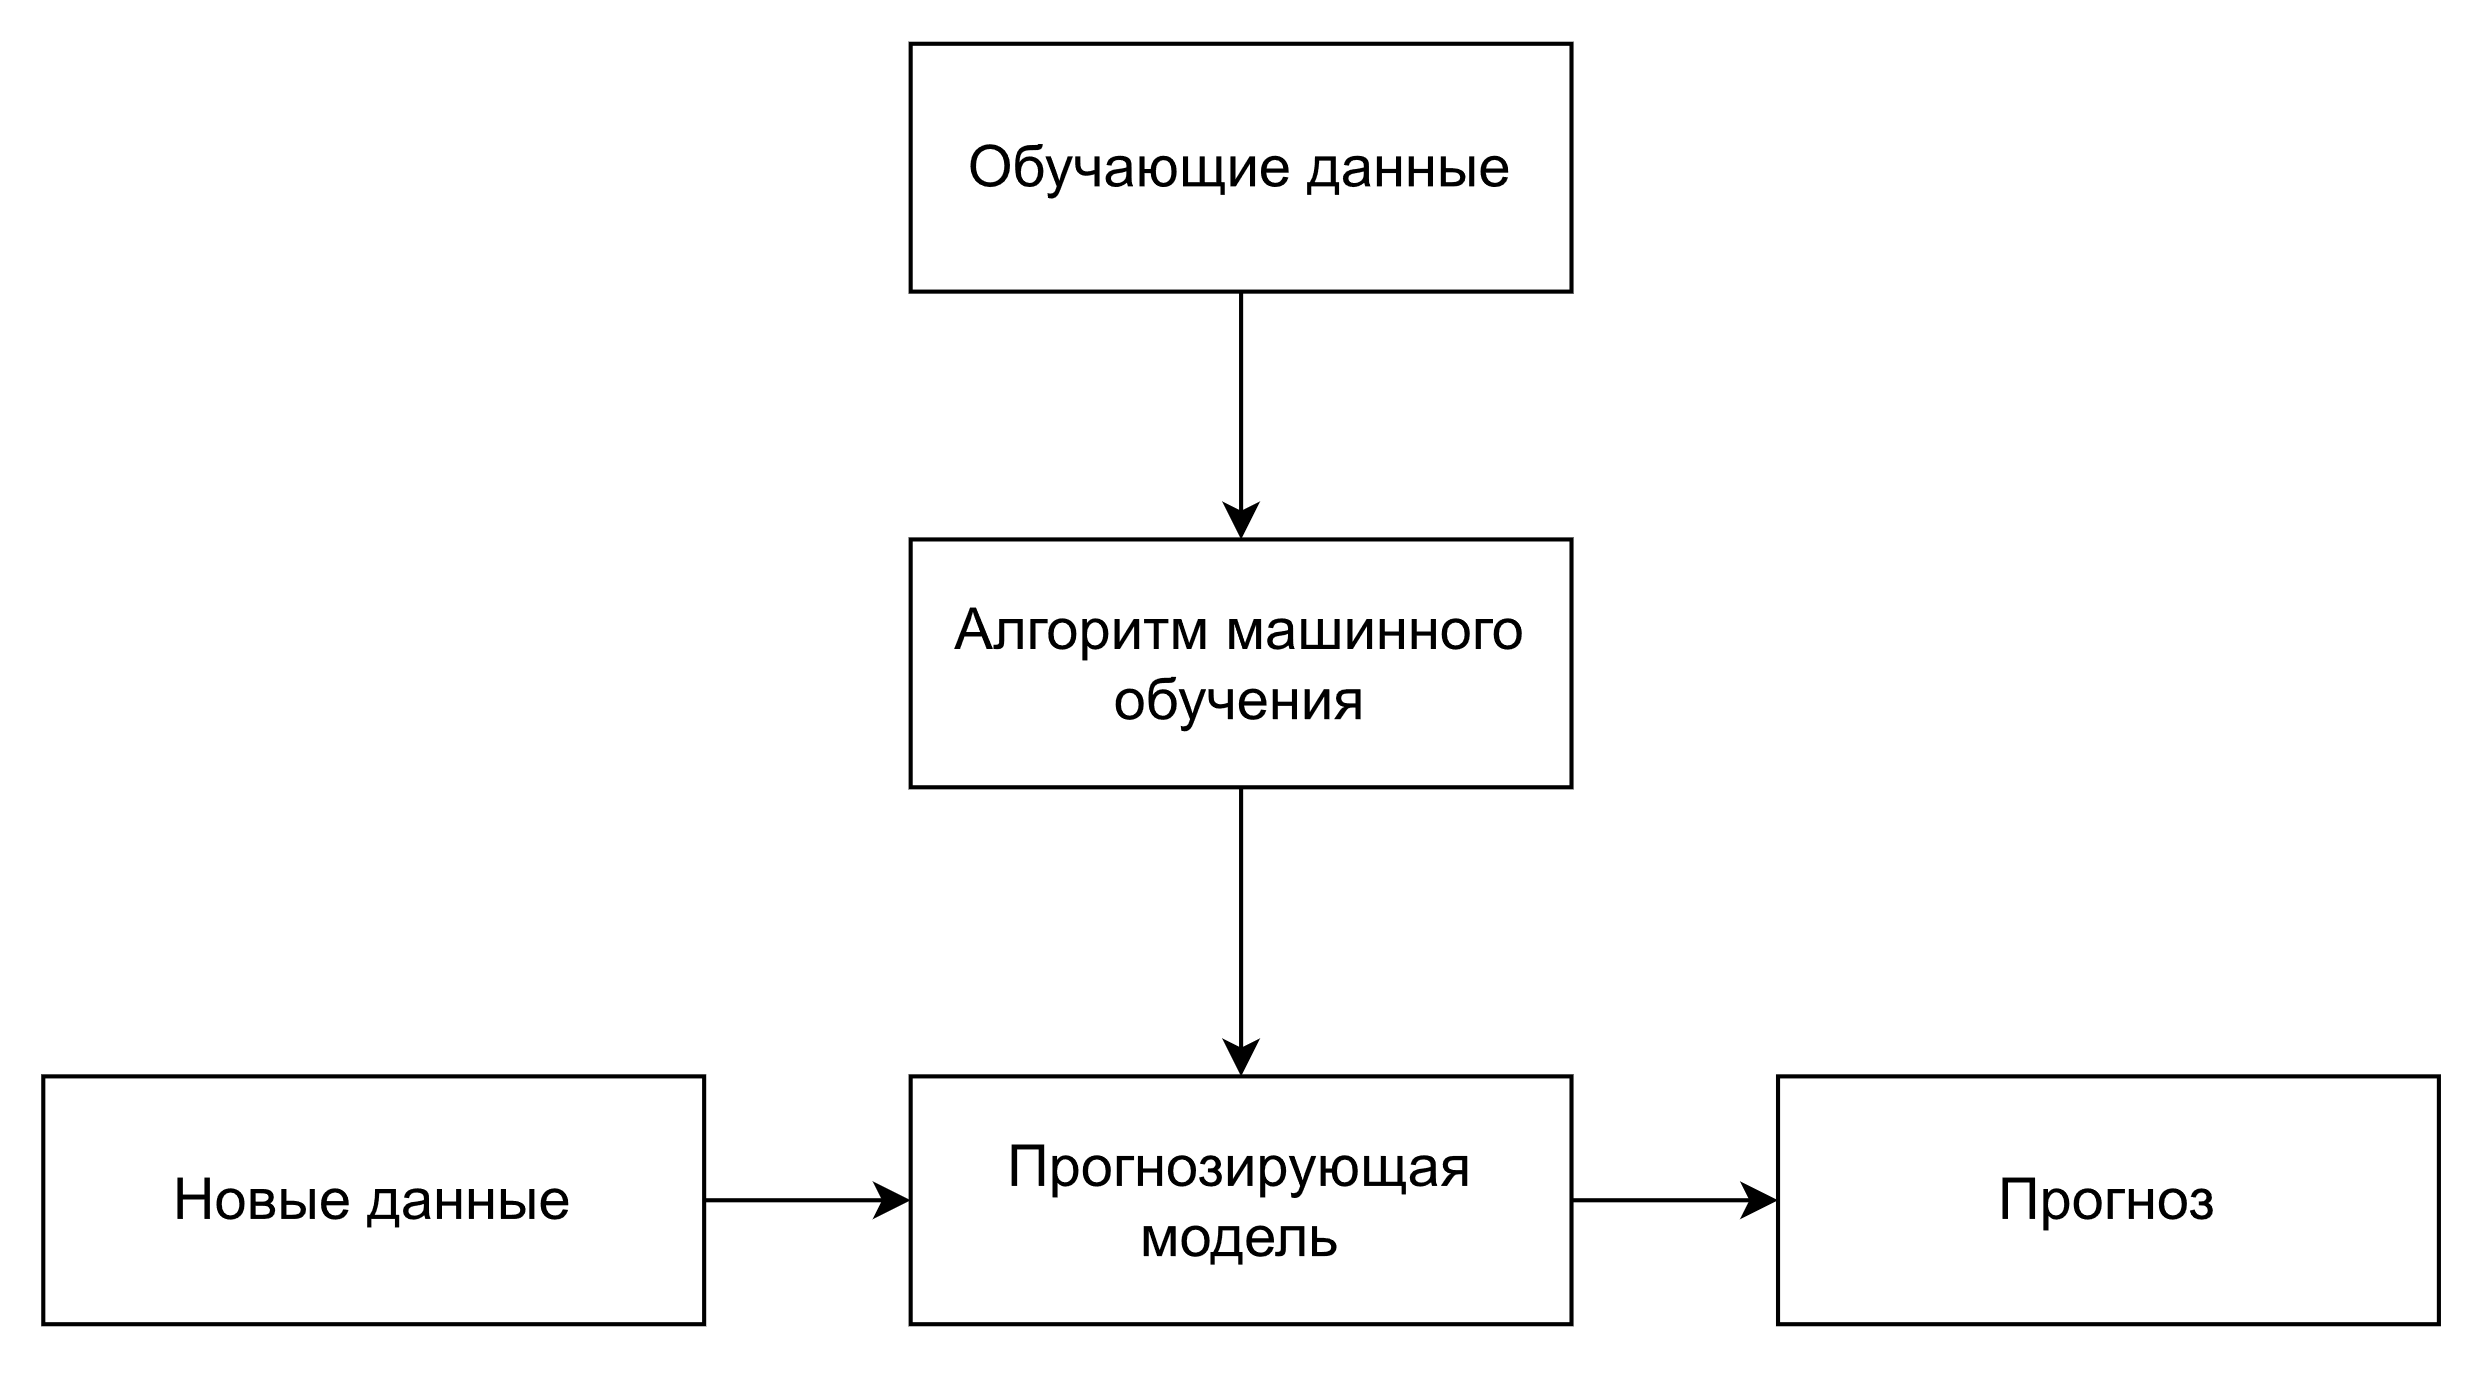 Обучающие данные
Алгоритм машинного
обучения
Новые данные
Прогнозирующая
модель
Прогноз